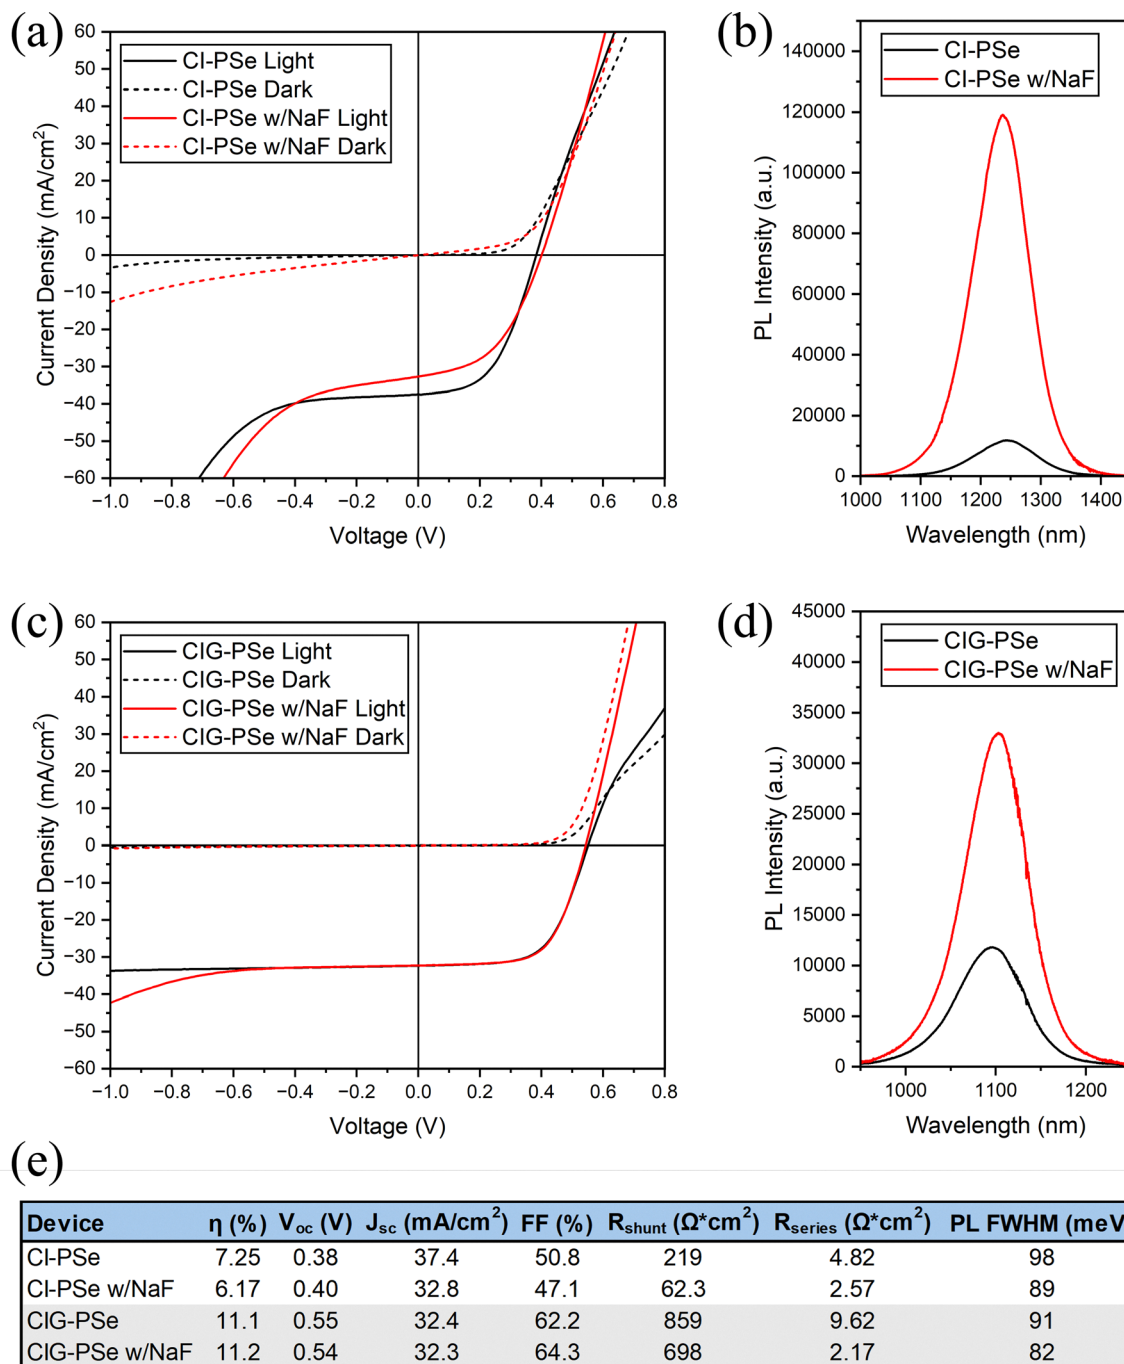 (a)
CI-PSe Light
CI-PSe Dark
CI-PSe w/NaF Light
CI-PSe w/NaF Dark
Current Density (mA/cm²)
60
50
40
30
20
10
0
−10
−20
−30
−40
−50
−60
−1.0 −0.8 −0.6 −0.4 −0.2 0.0 0.2 0.4 0.6 0.8
Voltage (V)
(b)
CI-PSe
CI-PSe w/NaF
PL Intensity (a.u.)
140000
120000
100000
80000
60000
40000
20000
0
1000 1100 1200 1300 1400
Wavelength (nm)
(c)
CIG-PSe Light
CIG-PSe Dark
CIG-PSe w/NaF Light
CIG-PSe w/NaF Dark
Current Density (mA/cm²)
60
50
40
30
20
10
0
−10
−20
−30
−40
−50
−60
−1.0 −0.8 −0.6 −0.4 −0.2 0.0 0.2 0.4 0.6 0.8
Voltage (V)
(d)
CIG-PSe
CIG-PSe w/NaF
PL Intensity (a.u.)
45000
40000
35000
30000
25000
20000
15000
10000
5000
0
1000 1100 1200
Wavelength (nm)
(e)
Device η (%) Voc (V) Jsc (mA/cm²) FF (%) Rshunt (Ω*cm²) Rseries (Ω*cm²) PL FWHM (meV
CI-PSe 7.25 0.38 37.4 50.8 219 4.82 98
CI-PSe w/NaF 6.17 0.40 32.8 47.1 62.3 2.57 89
CIG-PSe 11.1 0.55 32.4 62.2 859 9.62 91
CIG-PSe w/NaF 11.2 0.54 32.3 64.3 698 2.17 82